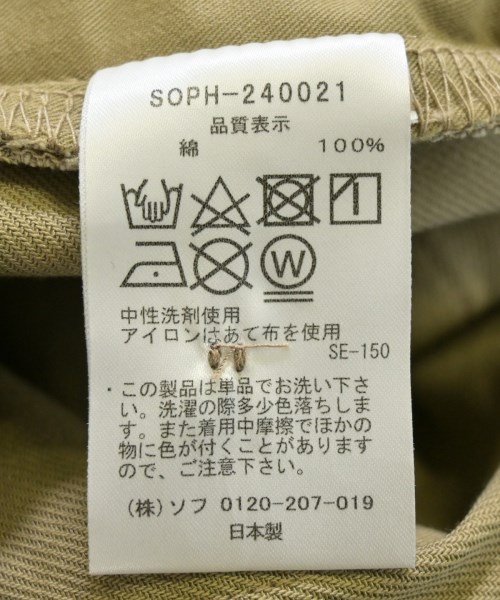 SOPH-240021
品質表示
綿 100%
W
中性洗剤使用
アイロンはあて布を使用
SE-150
・この製品は単品でお洗い下さ
い。洗濯の際多少色落ちしま
す。また着用中摩擦でほかの
物に色が付くことがあります
ので、ご注意下さい。
(株)ソフ 0120-207-019
日本製